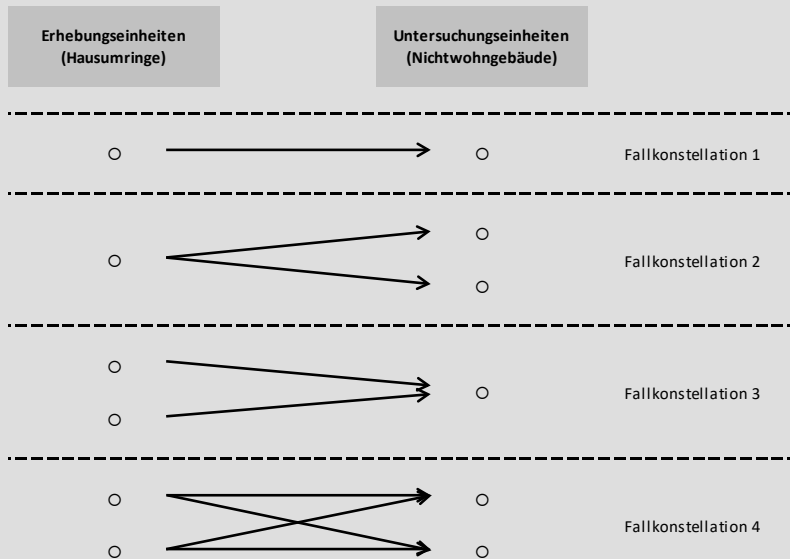 Erhebungseinheiten
(Hausumringe)
Untersuchungseinheiten
(Nichtwohngebäude)
Fallkonstellation 1
Fallkonstellation 2
Fallkonstellation 3
Fallkonstellation 4